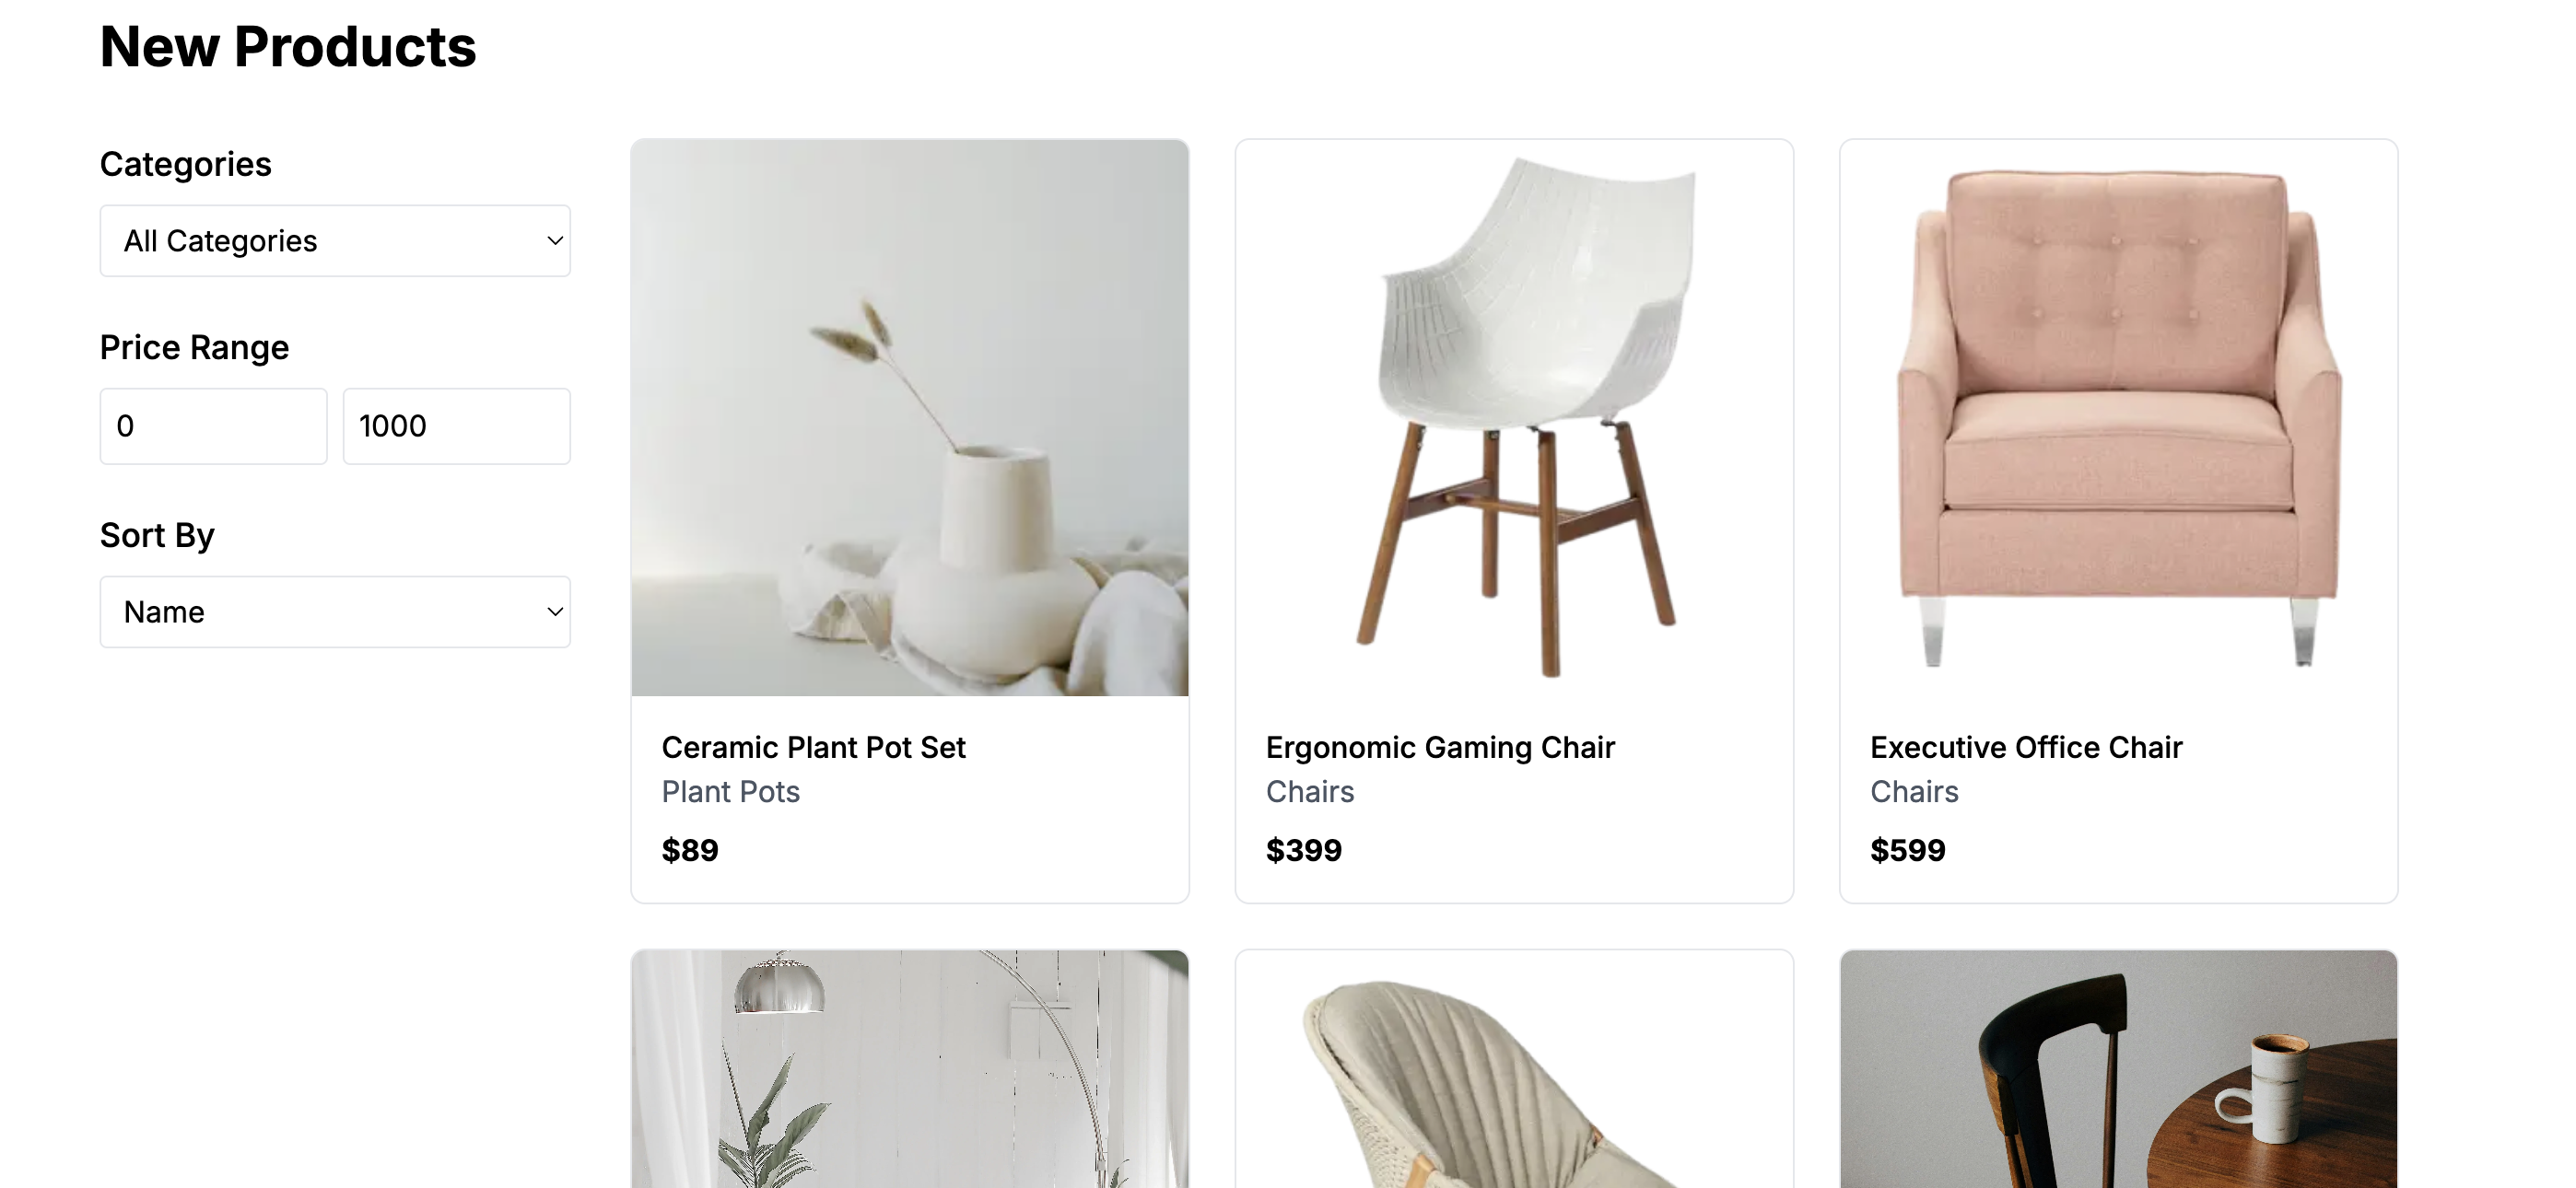 New Products
Categories
All Categories
Price Range
0 1000
Sort By
Name
Ceramic Plant Pot Set
Plant Pots
$89
Ergonomic Gaming Chair
Chairs
$399
Executive Office Chair
Chairs
$599